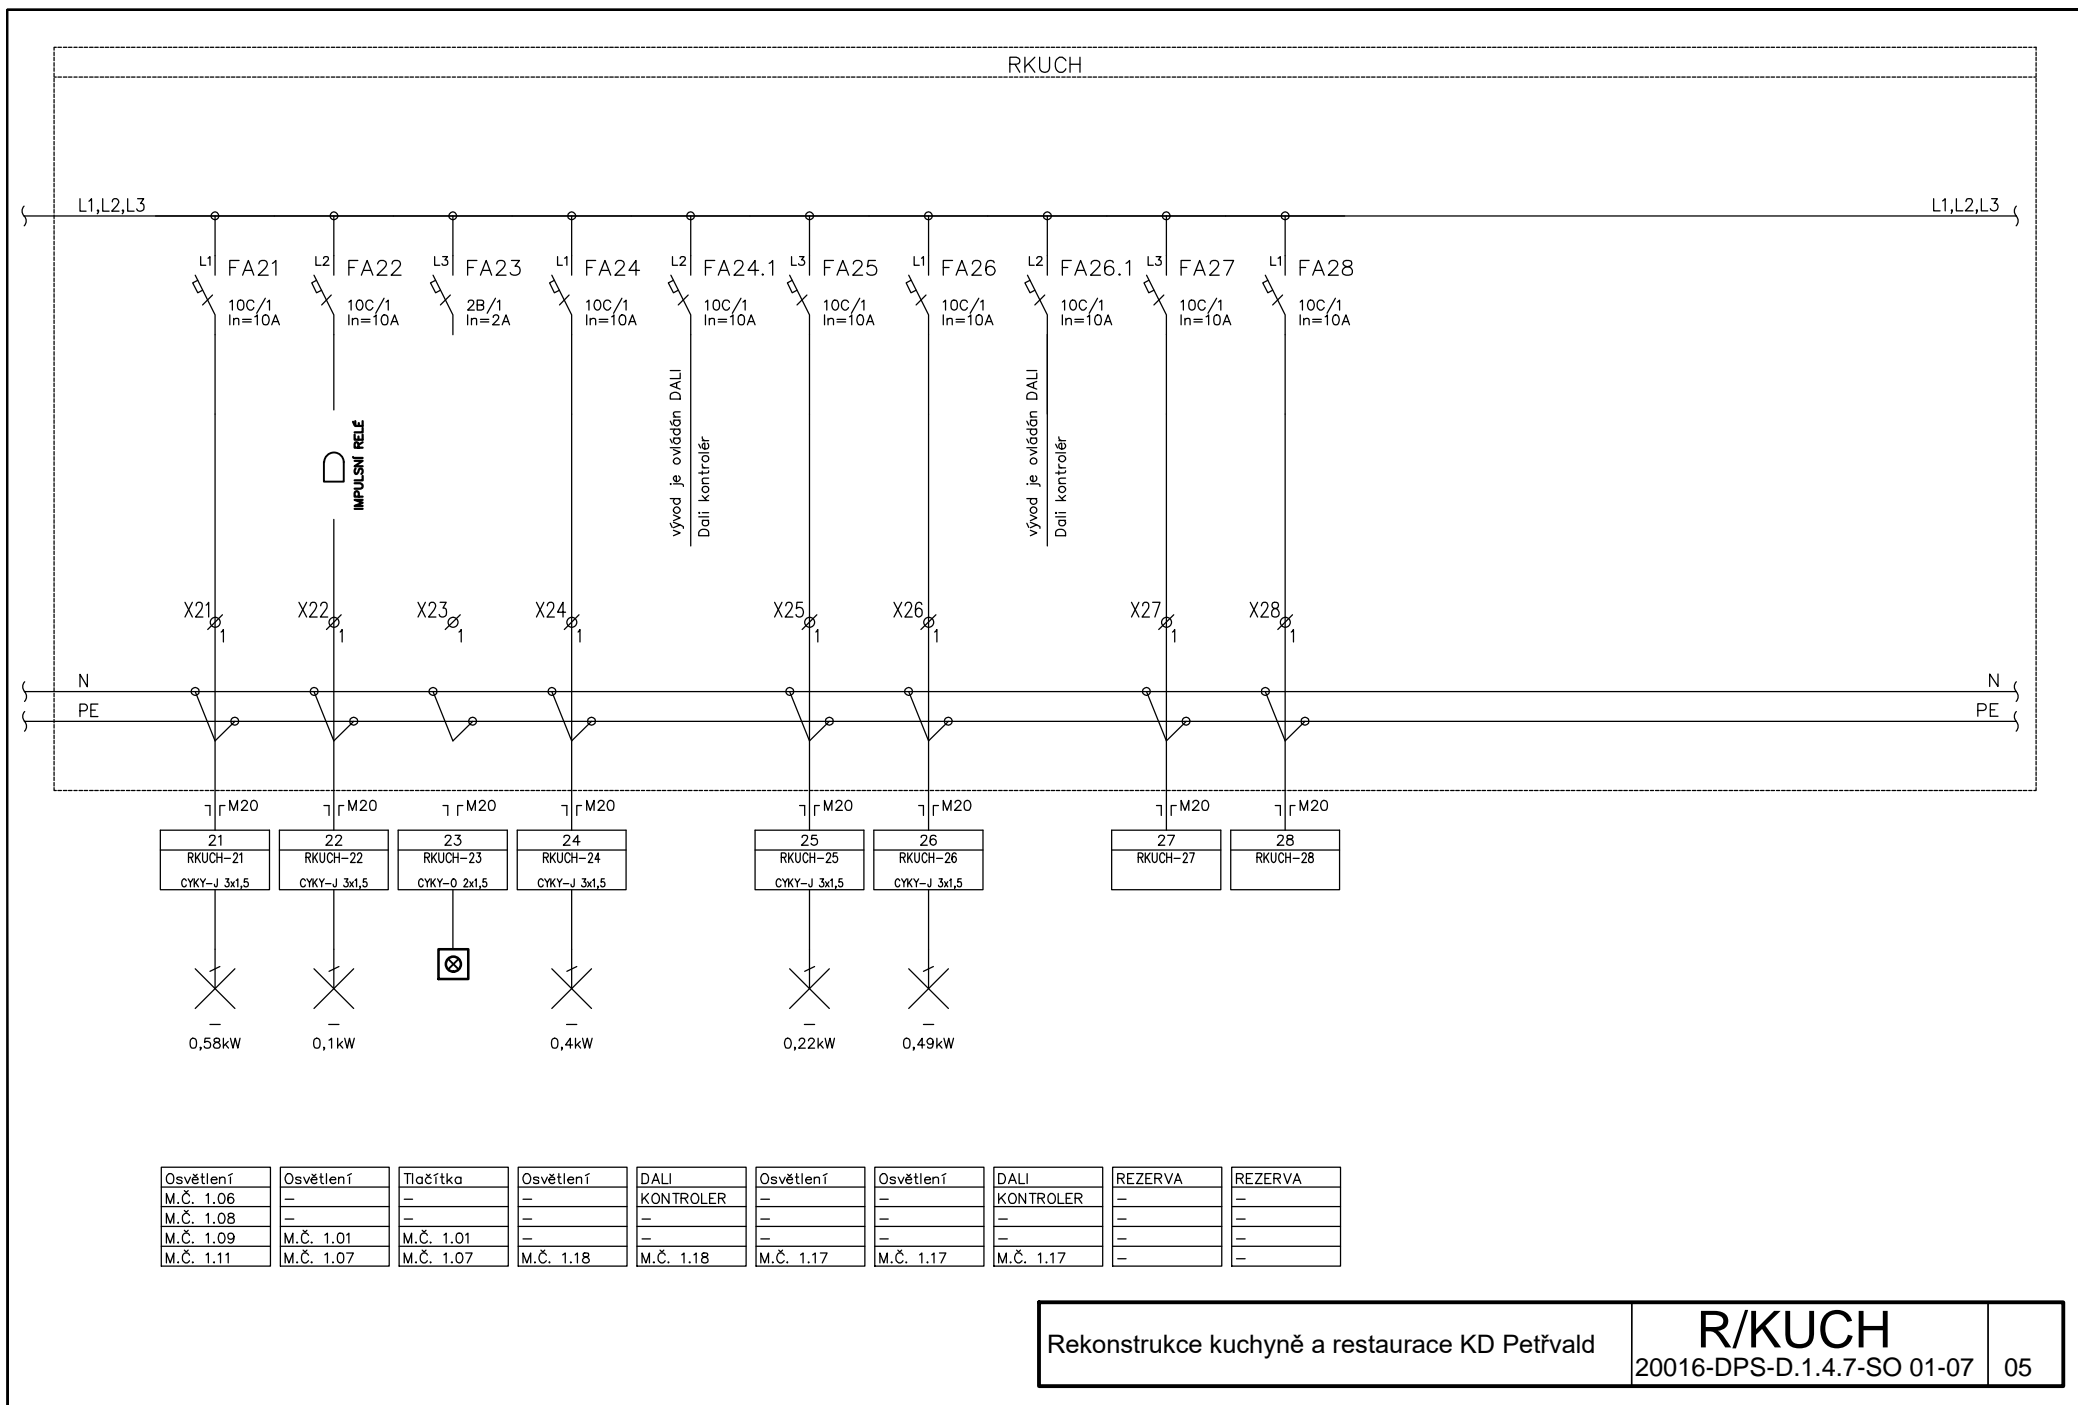 RKUCH
L1,L2,L3
L1,L2,L3
L1 FA21
10C/1
In=10A
L2 FA22
10C/1
In=10A
L3 FA23
2B/1
In=2A
L1 FA24
10C/1
In=10A
L2 FA24.1
10C/1
In=10A
L3 FA25
10C/1
In=10A
L1 FA26
10C/1
In=10A
L2 FA26.1
10C/1
In=10A
L3 FA27
10C/1
In=10A
L1 FA28
10C/1
In=10A
IMPULSNÍ RELÉ
vývod je ovládán DALI
Dali kontrolér
vývod je ovládán DALI
Dali kontrolér
X21
1
X22
1
X23
1
X24
1
X25
1
X26
1
X27
1
X28
1
N
N
PE
PE
M20
M20
M20
M20
M20
M20
M20
M20
21
RKUCH-21
CYKY-J 3x1,5
22
RKUCH-22
CYKY-J 3x1,5
23
RKUCH-23
CYKY-O 2x1,5
24
RKUCH-24
CYKY-J 3x1,5
25
RKUCH-25
CYKY-J 3x1,5
26
RKUCH-26
CYKY-J 3x1,5
27
RKUCH-27
28
RKUCH-28
–
0,58kW
–
0,1kW
–
0,4kW
–
0,22kW
–
0,49kW
Osvětlení
M.Č. 1.06
M.Č. 1.08
M.Č. 1.09
M.Č. 1.11
Osvětlení
–
–
M.Č. 1.01
M.Č. 1.07
Tlačítka
–
–
M.Č. 1.01
M.Č. 1.07
Osvětlení
–
–
–
M.Č. 1.18
DALI
KONTROLER
–
–
M.Č. 1.18
Osvětlení
–
–
–
M.Č. 1.17
Osvětlení
–
–
–
M.Č. 1.17
DALI
KONTROLER
–
–
M.Č. 1.17
REZERVA
–
–
–
–
REZERVA
–
–
–
–
Rekonstrukce kuchyně a restaurace KD Petřvald
R/KUCH
20016-DPS-D.1.4.7-SO 01-07
05